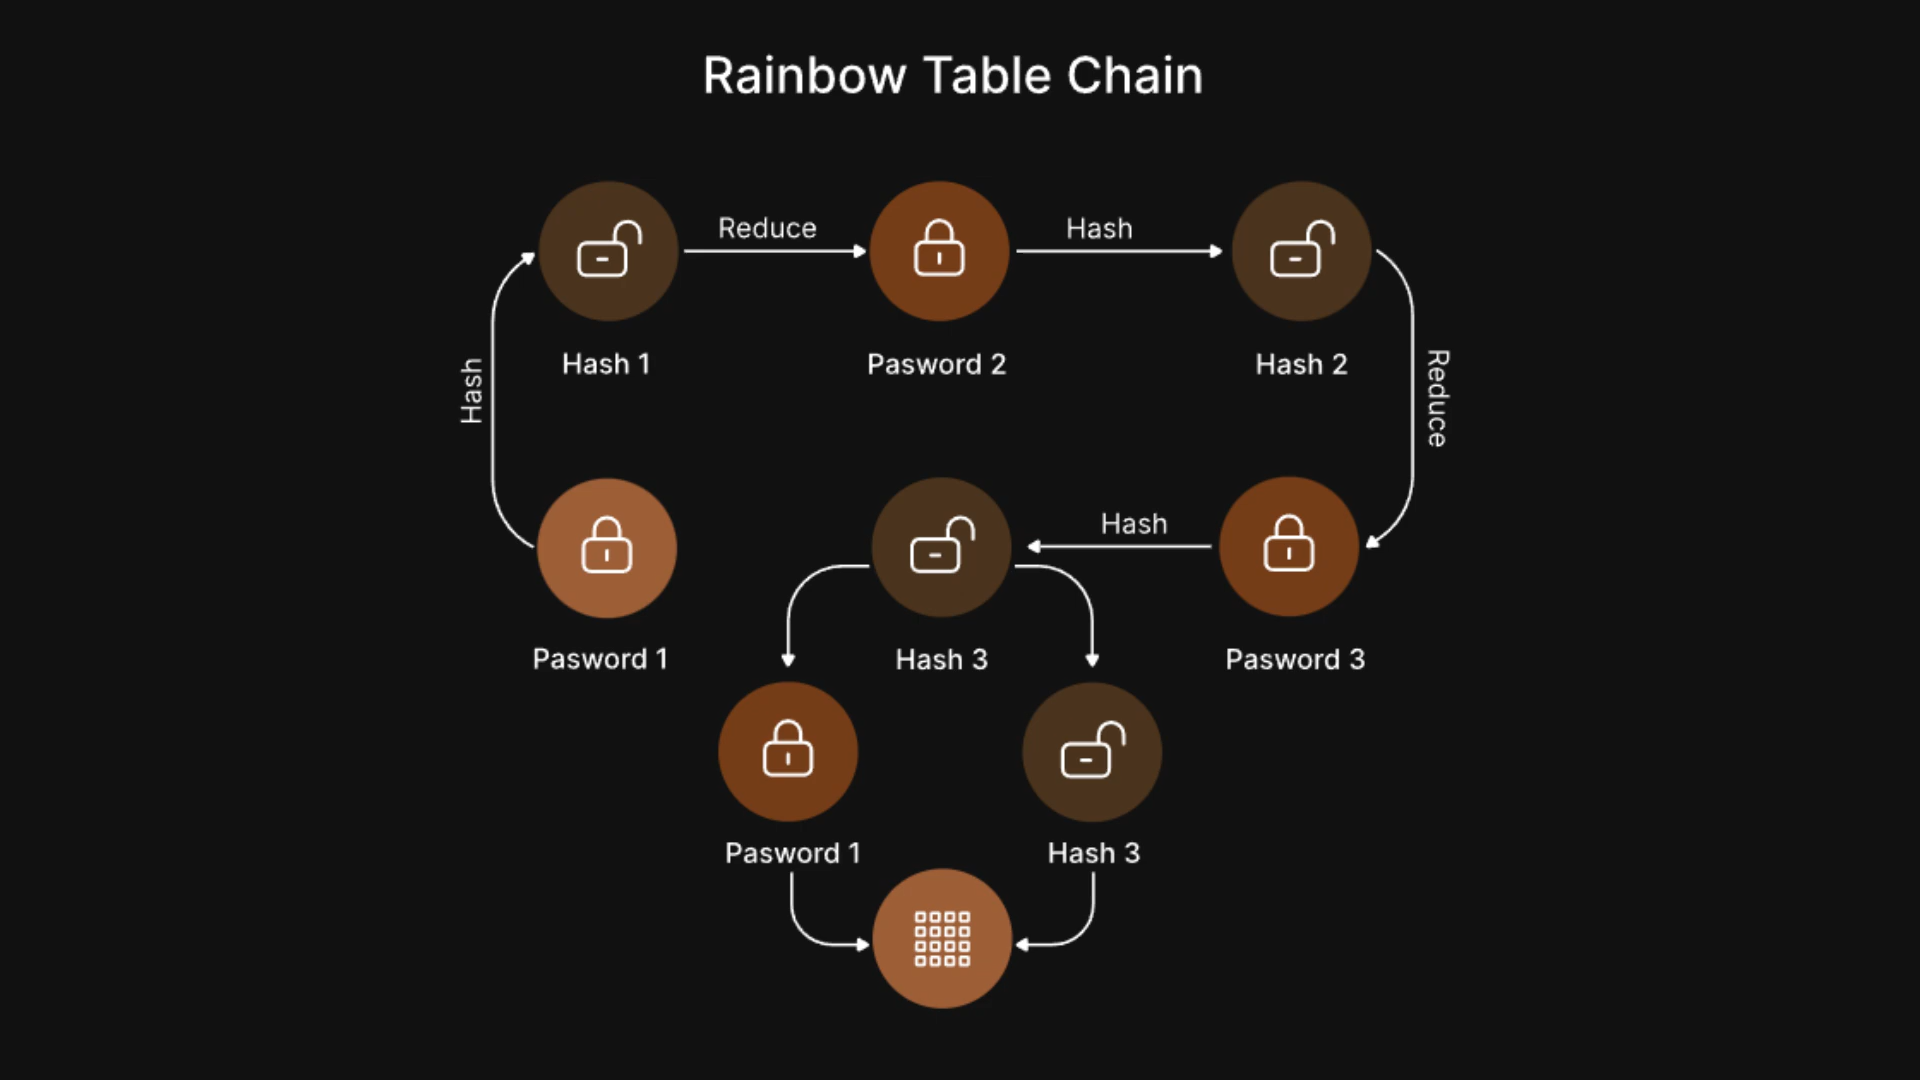 Rainbow Table Chain
Reduce
Hash
Hash 1
Pasword 2
Hash 2
Hash
Reduce
Hash
Pasword 1
Hash 3
Pasword 3
Pasword 1
Hash 3